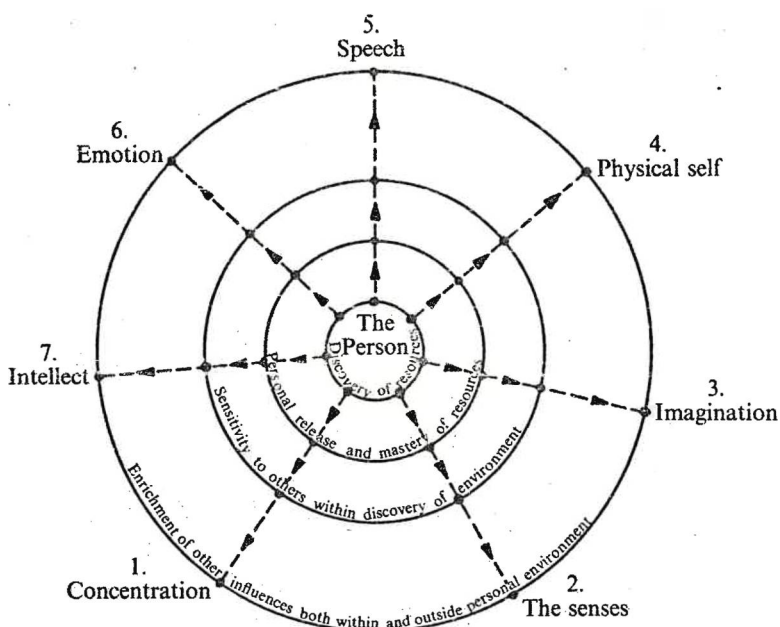 5.
Speech
6.
Emotion
4.
Physical self
The
Person
Discovery of resources
7.
Intellect
3.
Imagination
Personal release and mastery of resources
Sensitivity to others within discovery of environment
Enrichment of other influences both within and outside personal environment
1.
Concentration
2.
The senses